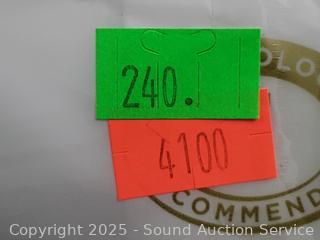 240.
4100
COMMEND
Copyright 2025 - Sound Auction Service